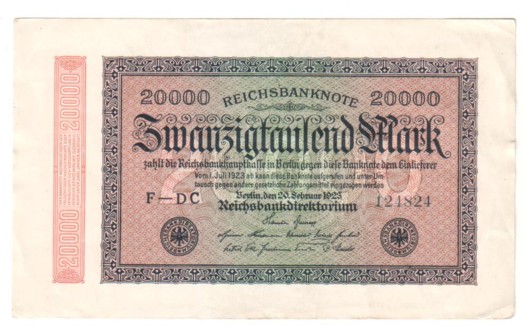 20000 REICHSBANKNOTE 20000
Zwanzigtausend Mark
zahlt die Reichsbankhauptkasse in Berlin gegen diese Banknote dem Einlieferer
Vom 1. Juli 1923 ab kann diese Banknote aufgerufen und unter Um-
tausch gegen andere gesetzliche Zahlungsmittel eingezogen werden
Berlin, den 20. Februar 1923
F-DC Reichsbankdirektorium 124824
20000
20000